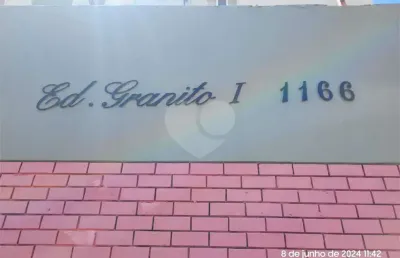 Ed. Granito I 1166
8 de junho de 2024 11:42